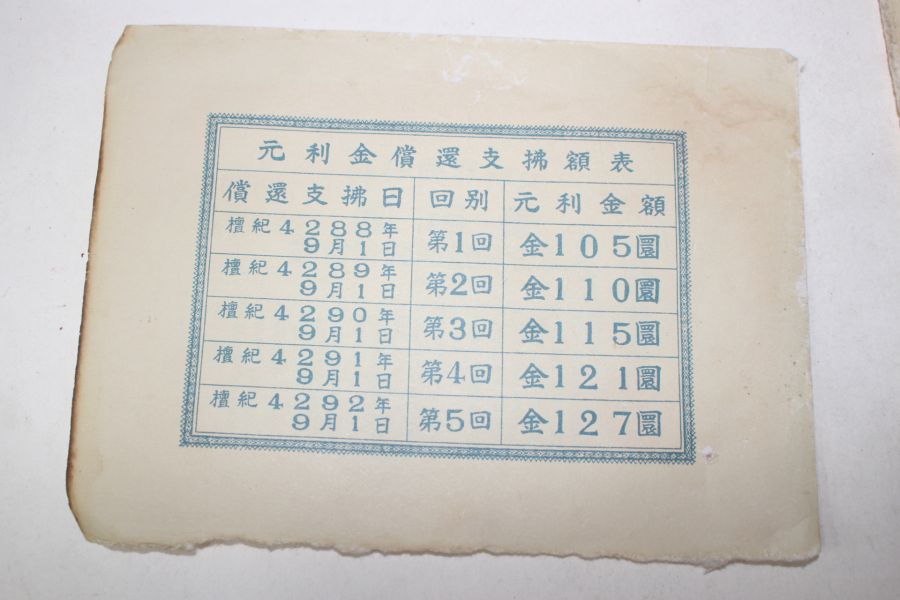 元利金償還支拂額表
償還支拂日 回別 元利金額
檀紀4288年
9月1日 第1回 金105圜
檀紀4289年
9月1日 第2回 金110圜
檀紀4290年
9月1日 第3回 金115圜
檀紀4291年
9月1日 第4回 金121圜
檀紀4292年
9月1日 第5回 金127圜